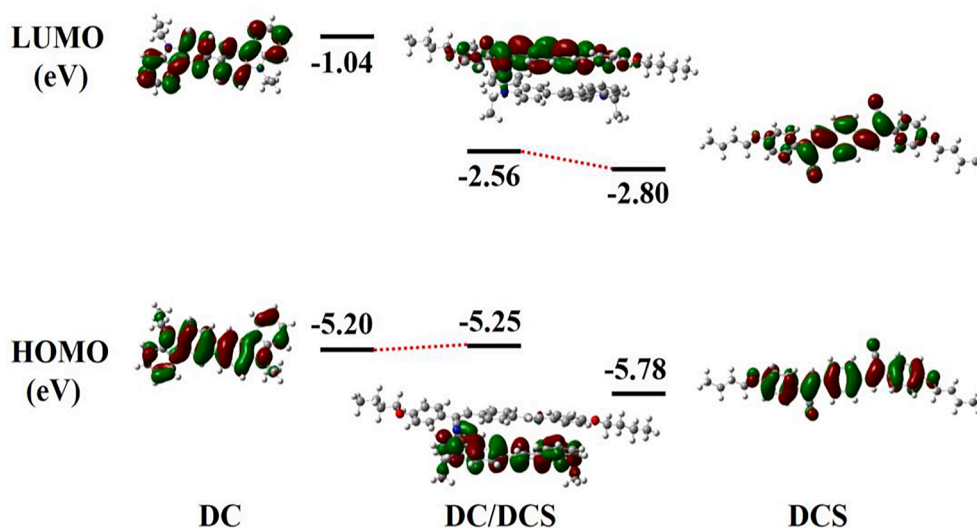 LUMO
(eV)
-1.04
-2.56
-2.80
HOMO
(eV)
-5.20
-5.25
-5.78
DC
DC/DCS
DCS